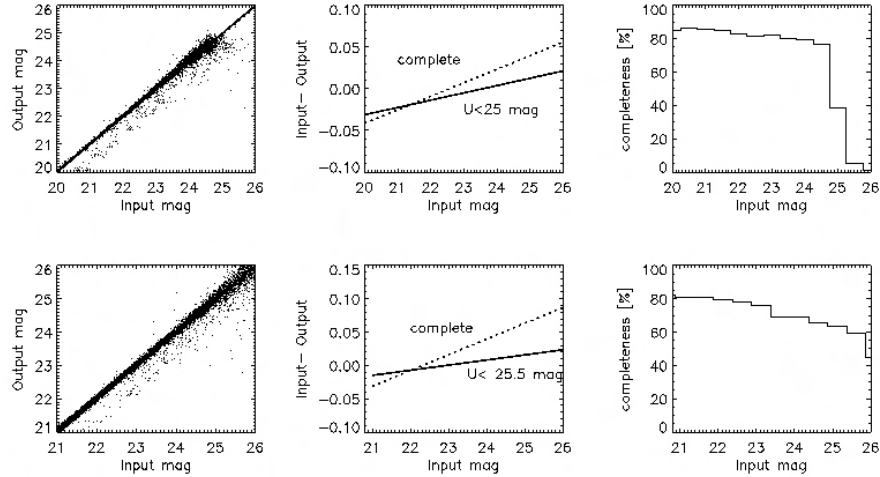 26
25
24
23
22
21
20
Output mag
20 21 22 23 24 25 26
Input mag
0.10
0.05
0.00
−0.05
−0.10
Input− Output
complete
U<25 mag
20 21 22 23 24 25 26
Input mag
100
80
60
40
20
0
completeness [%]
20 21 22 23 24 25 26
Input mag
26
25
24
23
22
21
Output mag
21 22 23 24 25 26
Input mag
0.15
0.10
0.05
0.00
−0.05
−0.10
Input− Output
complete
U< 25.5 mag
21 22 23 24 25 26
Input mag
100
80
60
40
20
0
completeness [%]
21 22 23 24 25 26
Input mag